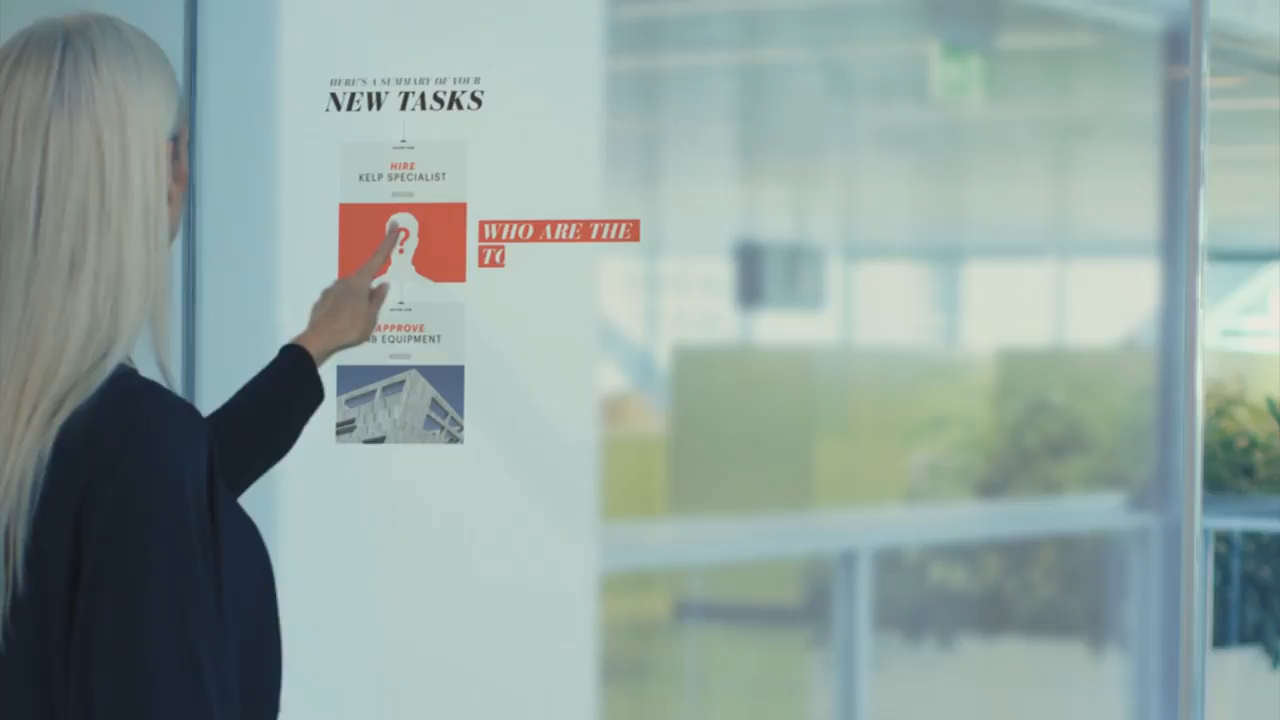 HERE'S A SUMMARY OF YOUR
NEW TASKS
HIRE
KELP SPECIALIST
?
WHO ARE THE
TO
APPROVE
EQUIPMENT